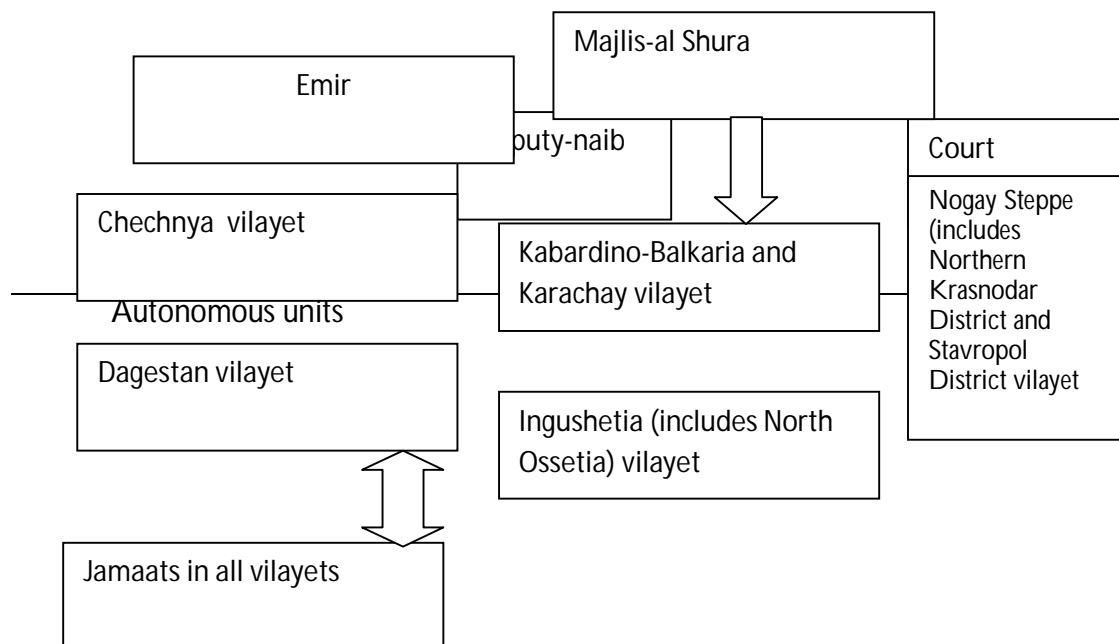 Majlis-al Shura
Emir
puty-naib
Court
Chechnya vilayet
Nogay Steppe
(includes
Northern
Krasnodar
District and
Stavropol
District vilayet
Kabardino-Balkaria and
Karachay vilayet
Autonomous units
Dagestan vilayet
Ingushetia (includes North
Ossetia) vilayet
Jamaats in all vilayets